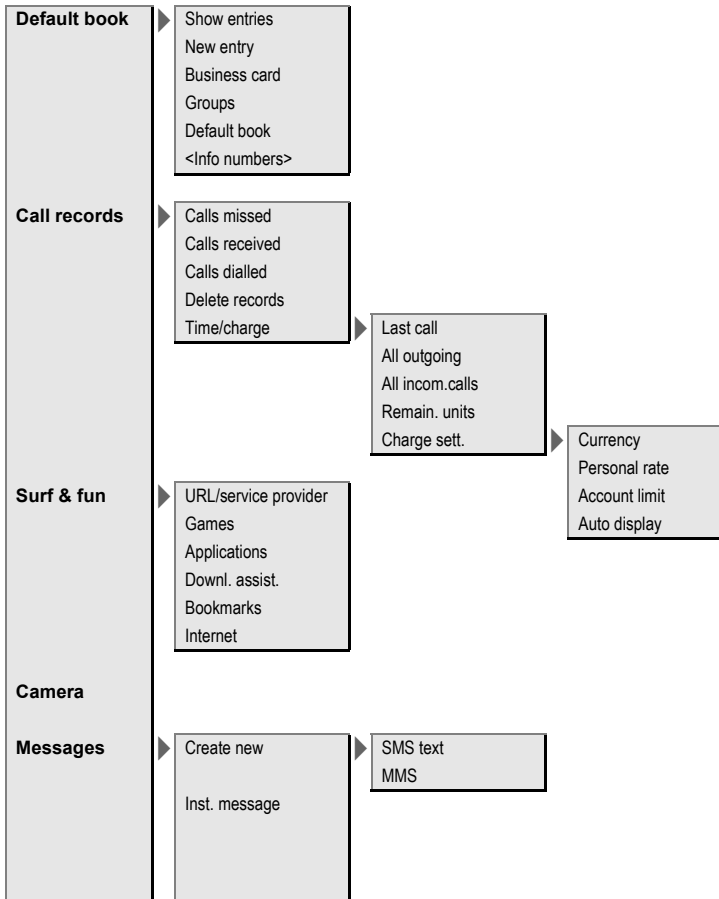 Default book
Show entries
New entry
Business card
Groups
Default book
<Info numbers>
Call records
Calls missed
Calls received
Calls dialled
Delete records
Time/charge
Last call
All outgoing
All incom.calls
Remain. units
Charge sett.
Currency
Personal rate
Account limit
Auto display
Surf & fun
URL/service provider
Games
Applications
Downl. assist.
Bookmarks
Internet
Camera
Messages
Create new
SMS text
MMS
Inst. message